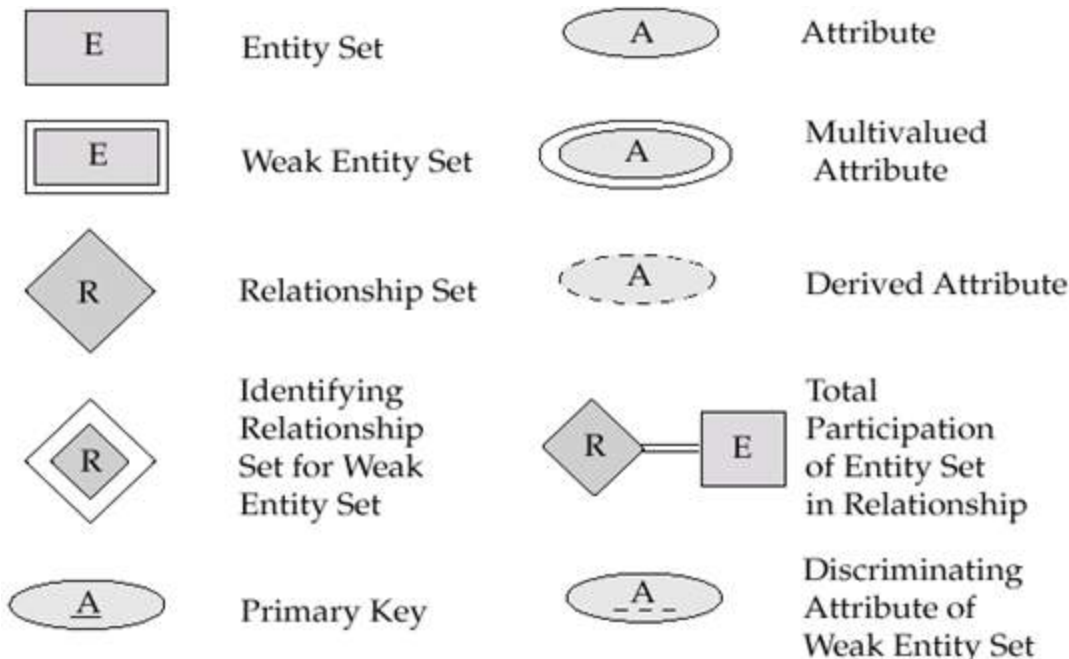 E
Entity Set
A
Attribute
E
Weak Entity Set
A
Multivalued
Attribute
R
Relationship Set
A
Derived Attribute
R
Identifying
Relationship
Set for Weak
Entity Set
R
E
Total
Participation
of Entity Set
in Relationship
A
Primary Key
A
Discriminating
Attribute of
Weak Entity Set